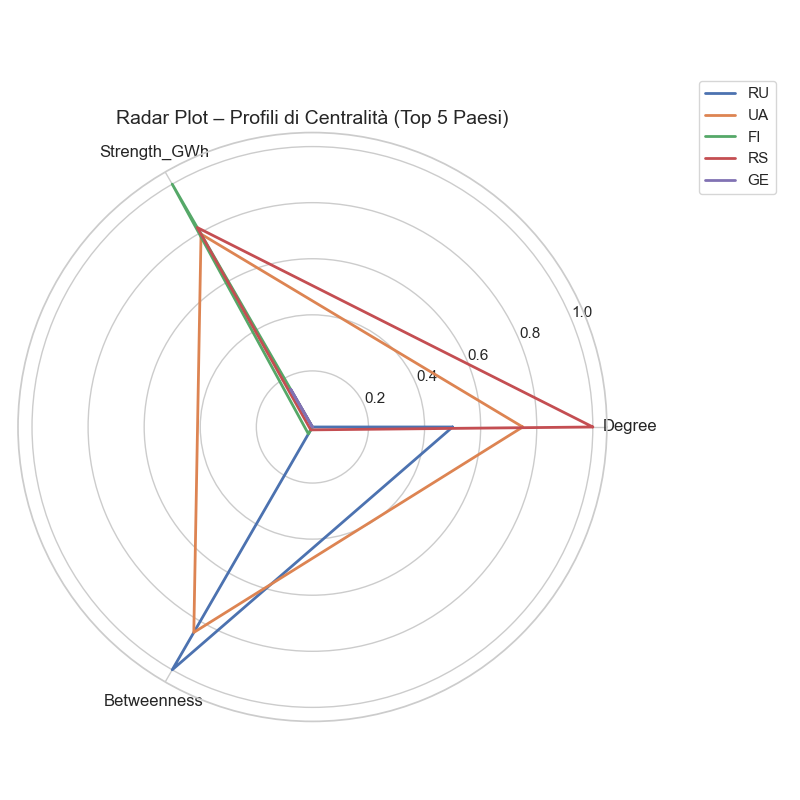 Radar Plot – Profili di Centralità (Top 5 Paesi)
RU
UA
FI
RS
GE
Strength_GWh
1.0
0.8
0.6
0.4
0.2
Degree
Betweenness